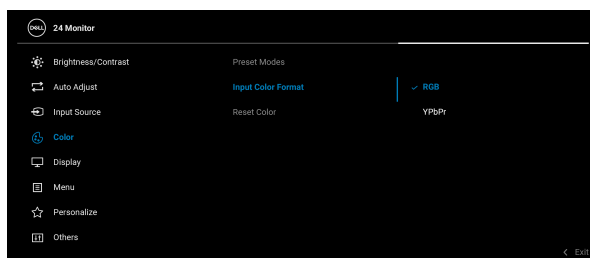 DELL 24 Monitor
Brightness/Contrast Preset Modes
Auto Adjust Input Color Format RGB
Input Source Reset Color YPbPr
Color
Display
Menu
Personalize
Others
Exit